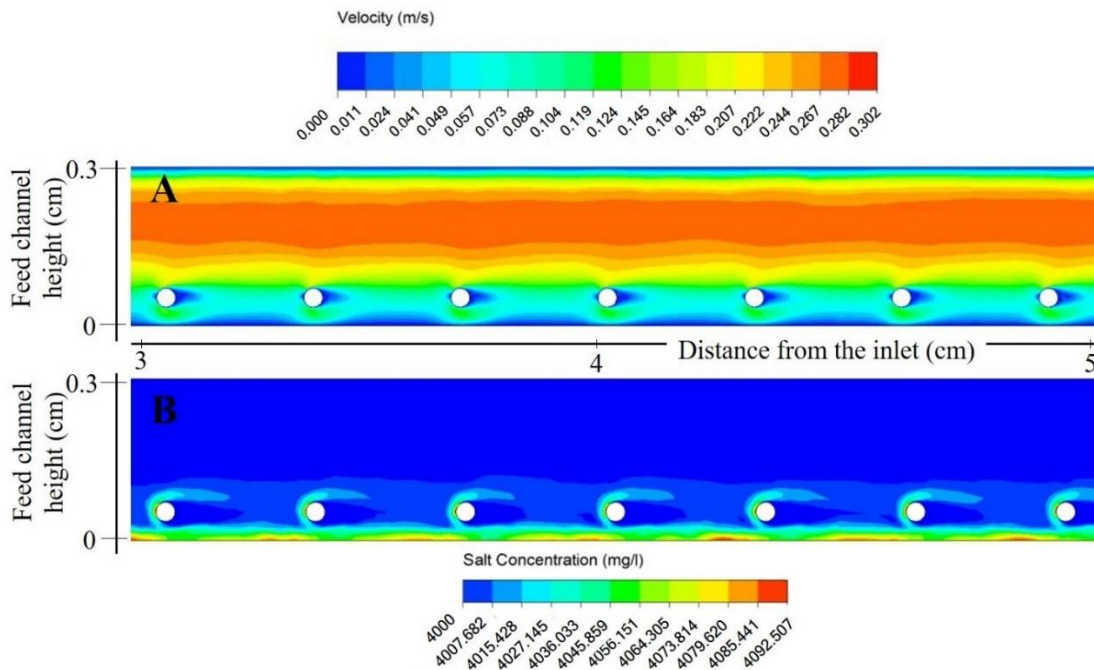 Velocity (m/s)
0.000 0.011 0.024 0.041 0.049 0.057 0.073 0.088 0.104 0.119 0.124 0.145 0.164 0.183 0.207 0.222 0.244 0.267 0.282 0.302
0.3
A
Feed channel
height (cm)
0
Distance from the inlet (cm)
3 4 5
0.3
B
Feed channel
height (cm)
0
Salt Concentration (mg/l)
4000 4007.682 4015.428 4027.145 4036.033 4045.859 4056.151 4064.305 4073.814 4079.620 4085.441 4092.507